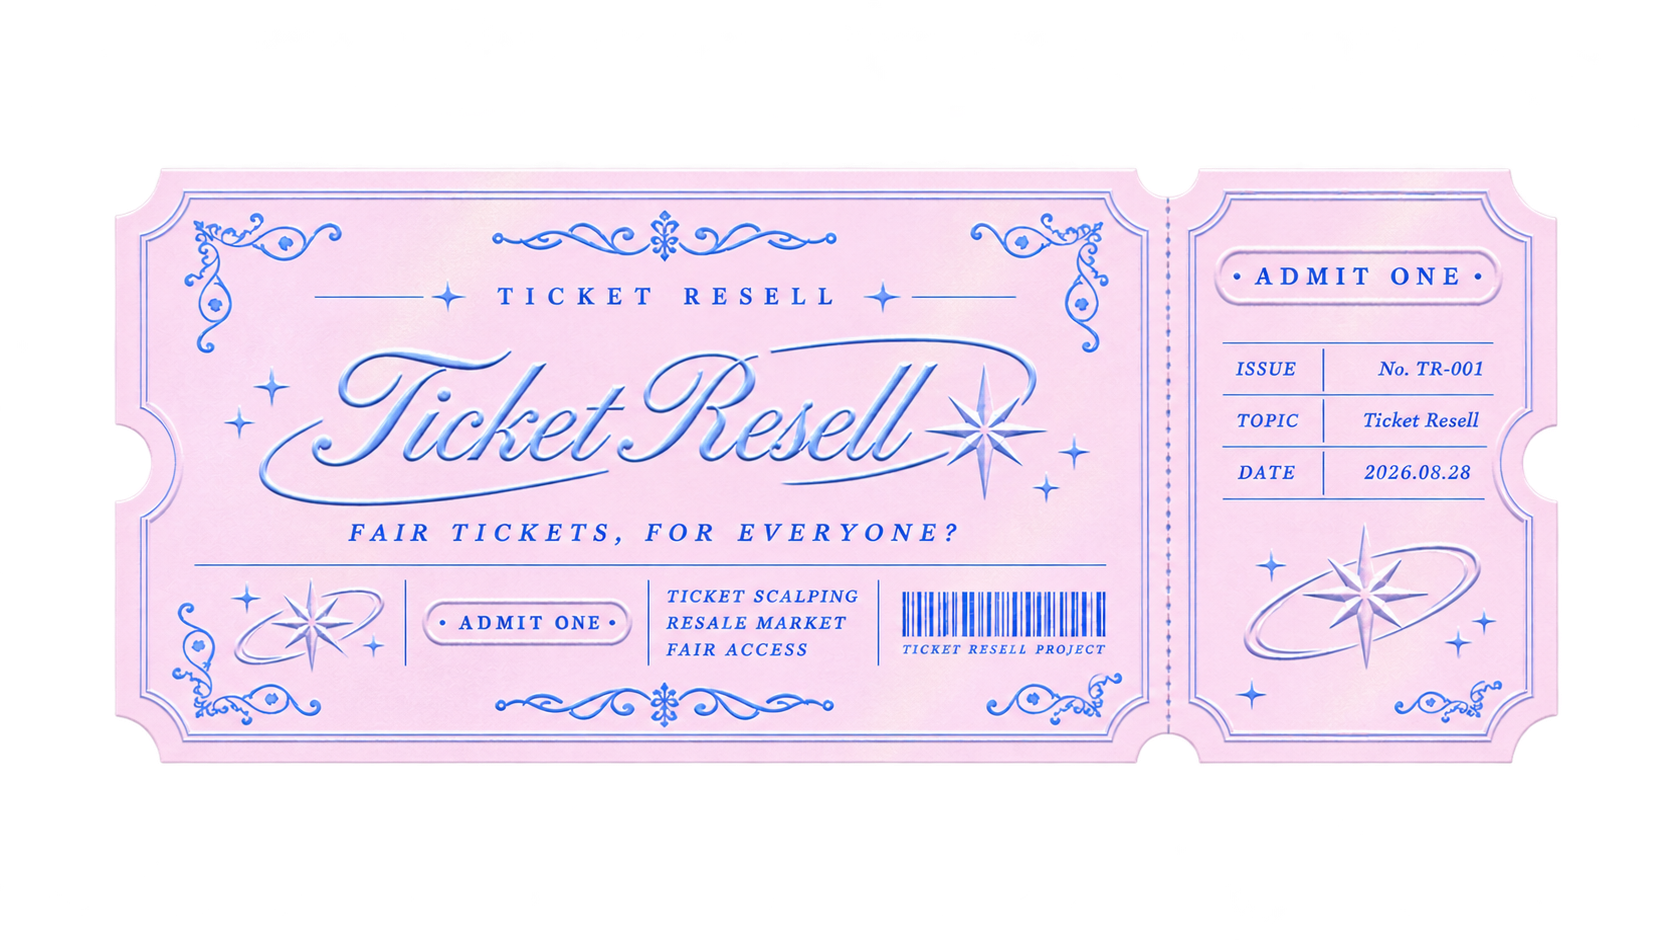 TICKET RESELL
Ticket Resell
FAIR TICKETS, FOR EVERYONE?
• ADMIT ONE •
TICKET SCALPING
RESALE MARKET
FAIR ACCESS
TICKET RESELL PROJECT
• ADMIT ONE •
ISSUE No. TR-001
TOPIC Ticket Resell
DATE 2026.08.28